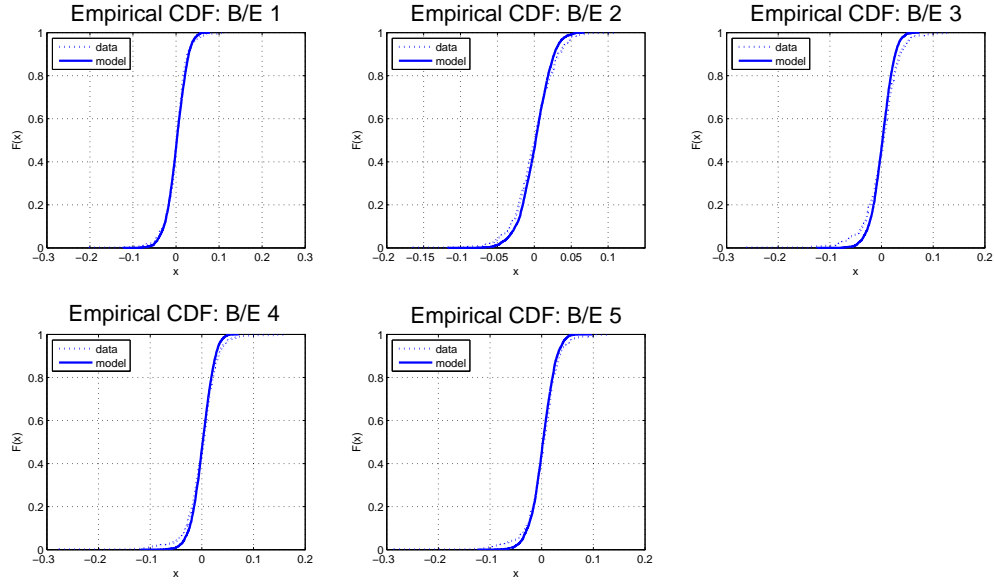 Empirical CDF: B/E 1
data
model
F(x)
1
0.8
0.6
0.4
0.2
0
−0.3 −0.2 −0.1 0 0.1 0.2 0.3
x
Empirical CDF: B/E 2
data
model
F(x)
1
0.8
0.6
0.4
0.2
0
−0.2 −0.15 −0.1 −0.05 0 0.05 0.1 0.15
x
Empirical CDF: B/E 3
data
model
F(x)
1
0.8
0.6
0.4
0.2
0
−0.3 −0.2 −0.1 0 0.1 0.2
x
Empirical CDF: B/E 4
data
model
F(x)
1
0.8
0.6
0.4
0.2
0
−0.3 −0.2 −0.1 0 0.1 0.2
x
Empirical CDF: B/E 5
data
model
F(x)
1
0.8
0.6
0.4
0.2
0
−0.3 −0.2 −0.1 0 0.1 0.2
x